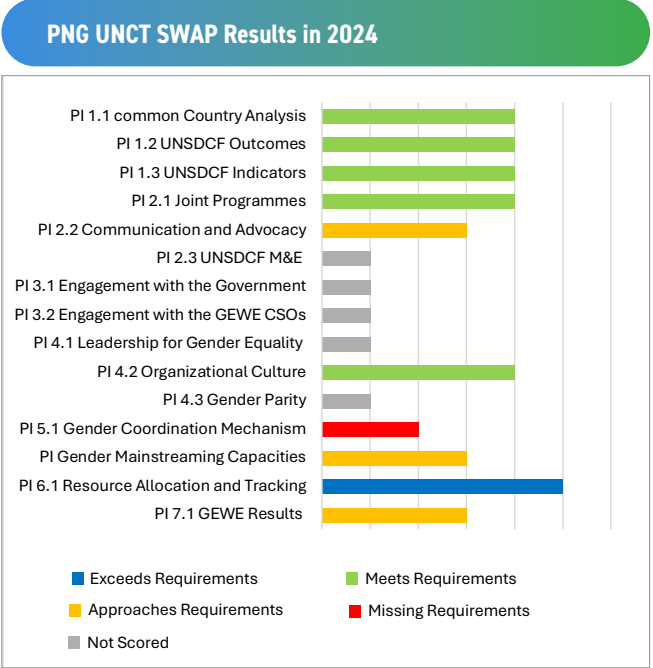 PNG UNCT SWAP Results in 2024
PI 1.1 common Country Analysis
PI 1.2 UNSDCF Outcomes
PI 1.3 UNSDCF Indicators
PI 2.1 Joint Programmes
PI 2.2 Communication and Advocacy
PI 2.3 UNSDCF M&E
PI 3.1 Engagement with the Government
PI 3.2 Engagement with the GEWE CSOs
PI 4.1 Leadership for Gender Equality
PI 4.2 Organizational Culture
PI 4.3 Gender Parity
PI 5.1 Gender Coordination Mechanism
PI Gender Mainstreaming Capacities
PI 6.1 Resource Allocation and Tracking
PI 7.1 GEWE Results
Exceeds Requirements
Meets Requirements
Approaches Requirements
Missing Requirements
Not Scored